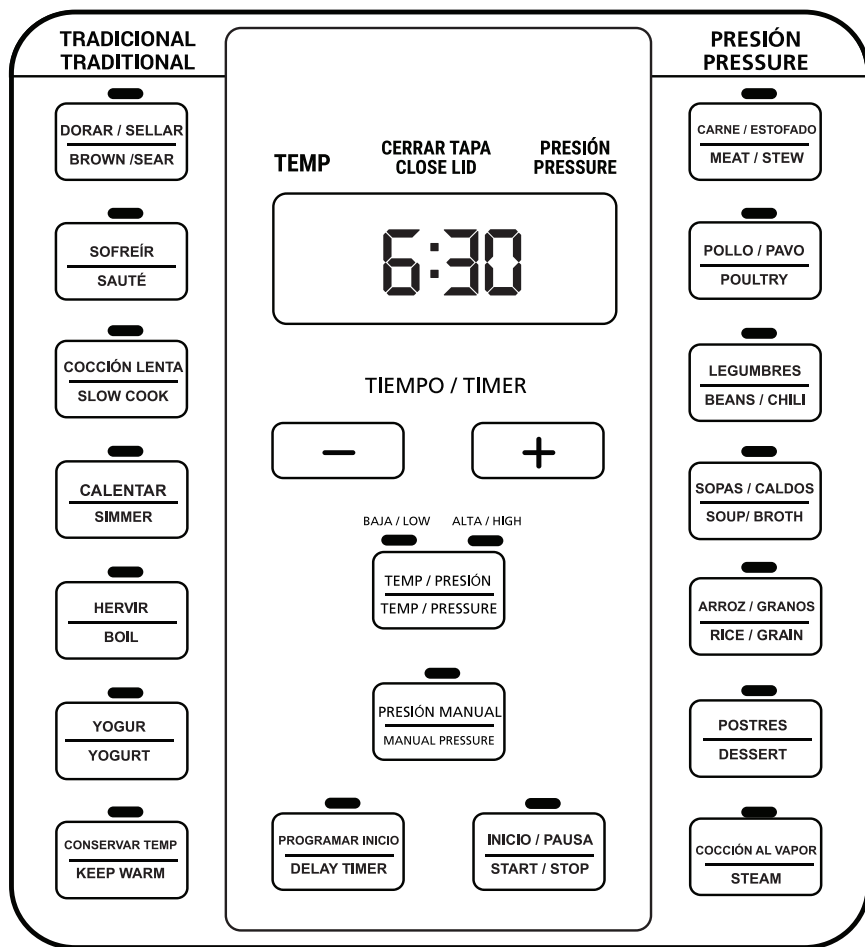 TRADICIONAL
TRADITIONAL
DORAR / SELLAR
BROWN /SEAR
SOFREÍR
SAUTÉ
COCCIÓN LENTA
SLOW COOK
CALENTAR
SIMMER
HERVIR
BOIL
YOGUR
YOGURT
CONSERVAR TEMP
KEEP WARM
TEMP
CERRAR TAPA
CLOSE LID
PRESIÓN
PRESSURE
6:30
TIEMPO / TIMER
−
+
BAJA / LOW
ALTA / HIGH
TEMP / PRESIÓN
TEMP / PRESSURE
PRESIÓN MANUAL
MANUAL PRESSURE
PROGRAMAR INICIO
DELAY TIMER
INICIO / PAUSA
START / STOP
PRESIÓN
PRESSURE
CARNE / ESTOFADO
MEAT / STEW
POLLO / PAVO
POULTRY
LEGUMBRES
BEANS / CHILI
SOPAS / CALDOS
SOUP/ BROTH
ARROZ / GRANOS
RICE / GRAIN
POSTRES
DESSERT
COCCIÓN AL VAPOR
STEAM